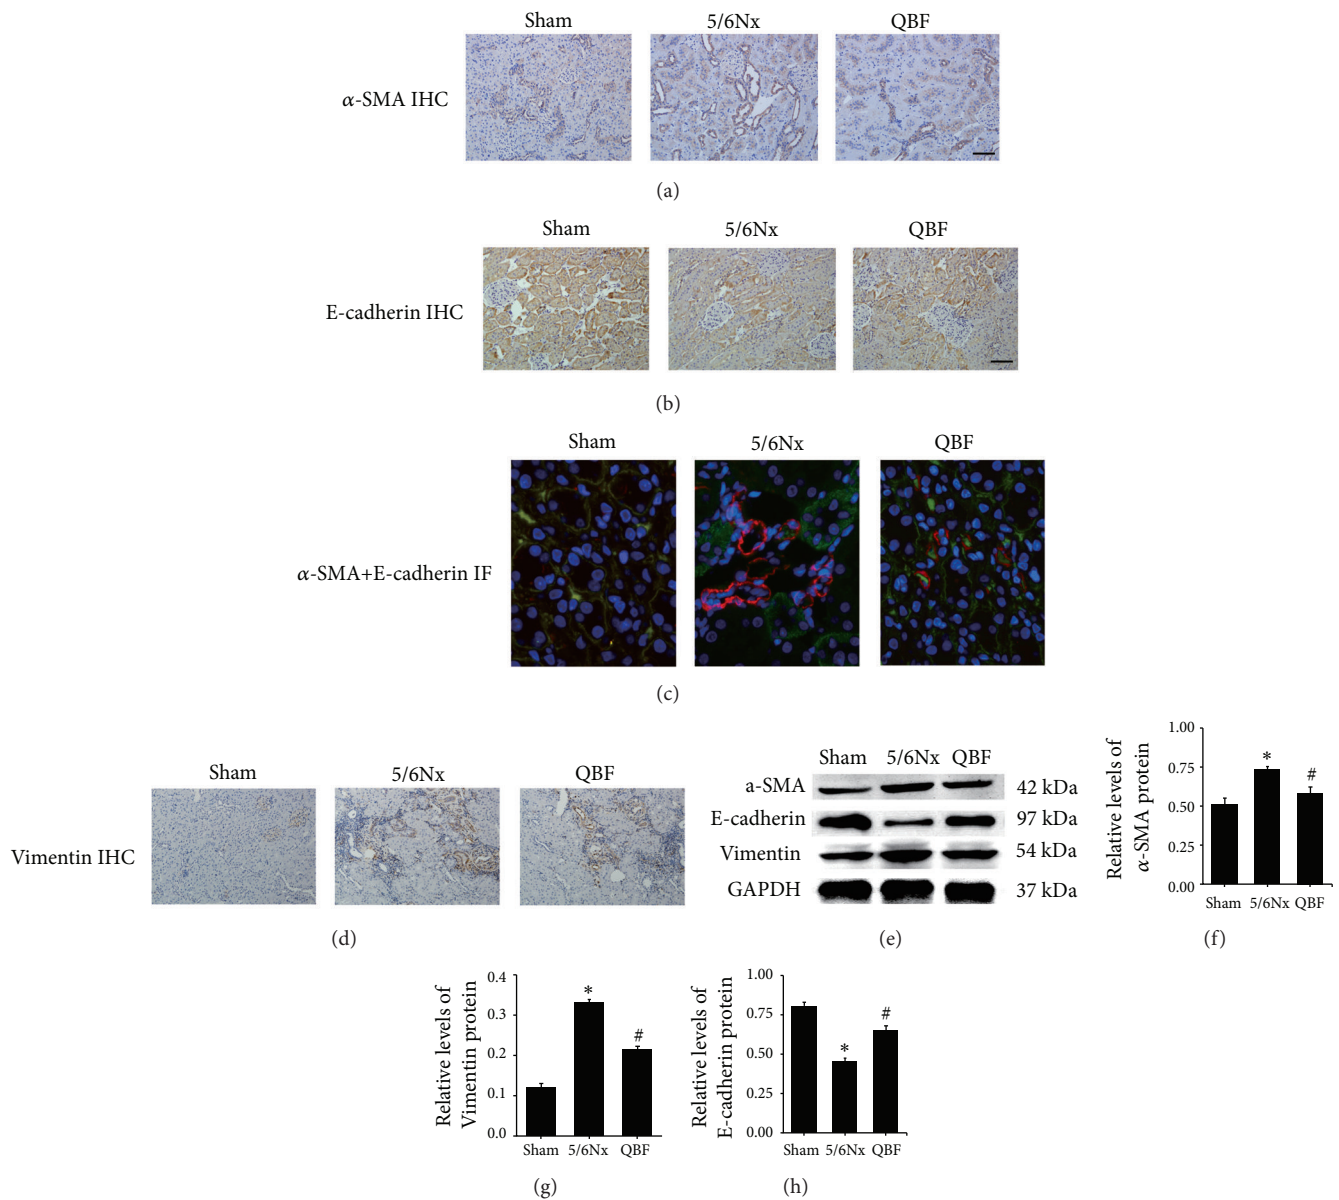 Sham 5/6Nx QBF
α-SMA IHC
(a)
Sham 5/6Nx QBF
E-cadherin IHC
(b)
Sham 5/6Nx QBF
α-SMA+E-cadherin IF
(c)
Sham 5/6Nx QBF
Vimentin IHC
(d)
Sham 5/6Nx QBF
a-SMA 42 kDa
E-cadherin 97 kDa
Vimentin 54 kDa
GAPDH 37 kDa
(e)
Relative levels of
α-SMA protein
1.00
0.75
0.50
0.25
0.00
* #
Sham 5/6Nx QBF
(f)
Relative levels of
Vimentin protein
0.4
0.3
0.2
0.1
0.0
* #
Sham 5/6Nx QBF
(g)
Relative levels of
E-cadherin protein
1.00
0.75
0.50
0.25
0.00
* #
Sham 5/6Nx QBF
(h)